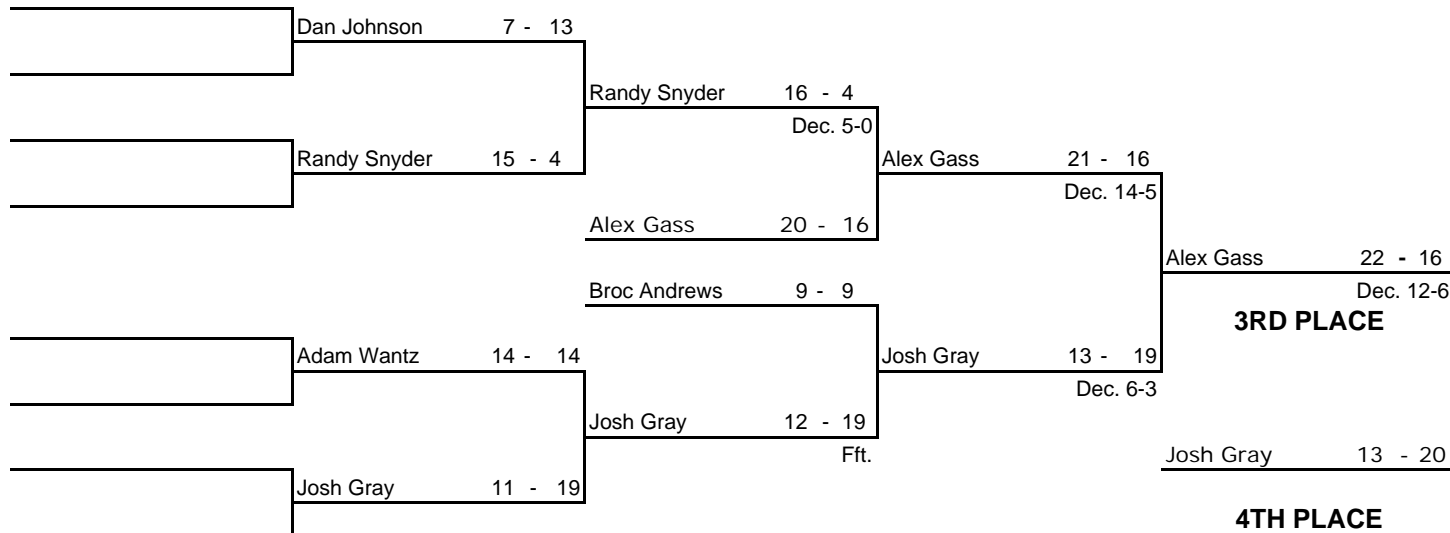 Dan Johnson 7 - 13
Randy Snyder 16 - 4
Dec. 5-0
Randy Snyder 15 - 4
Alex Gass 21 - 16
Dec. 14-5
Alex Gass 20 - 16
Alex Gass 22 - 16
Broc Andrews 9 - 9
Dec. 12-6
3RD PLACE
Adam Wantz 14 - 14
Josh Gray 13 - 19
Dec. 6-3
Josh Gray 12 - 19
Fft.
Josh Gray 13 - 20
Josh Gray 11 - 19
4TH PLACE